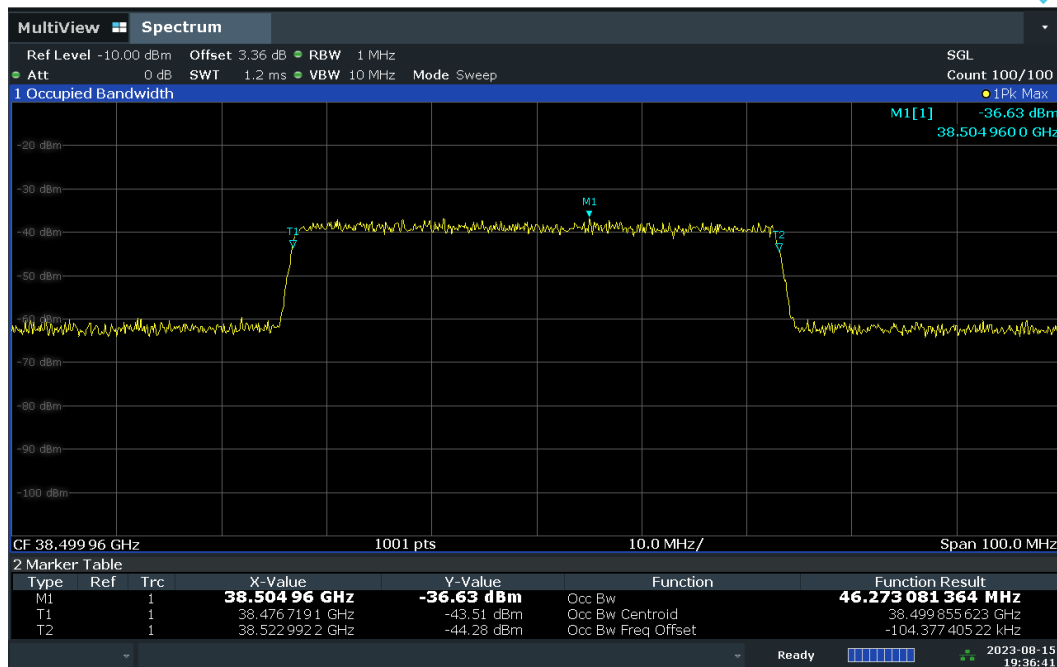 MultiView Spectrum
Ref Level -10.00 dBm Offset 3.36 dB RBW 1 MHz SGL
Att 0 dB SWT 1.2 ms VBW 10 MHz Mode Sweep Count 100/100
1 Occupied Bandwidth 1Pk Max
M1[1] -36.63 dBm
38.504 960 0 GHz
-20 dBm
-30 dBm
M1
T1
-40 dBm
T2
-50 dBm
-60 dBm
-70 dBm
-80 dBm
-90 dBm
-100 dBm
CF 38.499 96 GHz 1001 pts 10.0 MHz/ Span 100.0 MHz
2 Marker Table
Type Ref Trc X-Value Y-Value Function Function Result
M1 1 38.504 96 GHz -36.63 dBm Occ Bw 46.273 081 364 MHz
T1 1 38.476 719 1 GHz -43.51 dBm Occ Bw Centroid 38.499 855 623 GHz
T2 1 38.522 992 2 GHz -44.28 dBm Occ Bw Freq Offset -104.377 405 22 kHz
Ready 2023-08-15
19:36:41